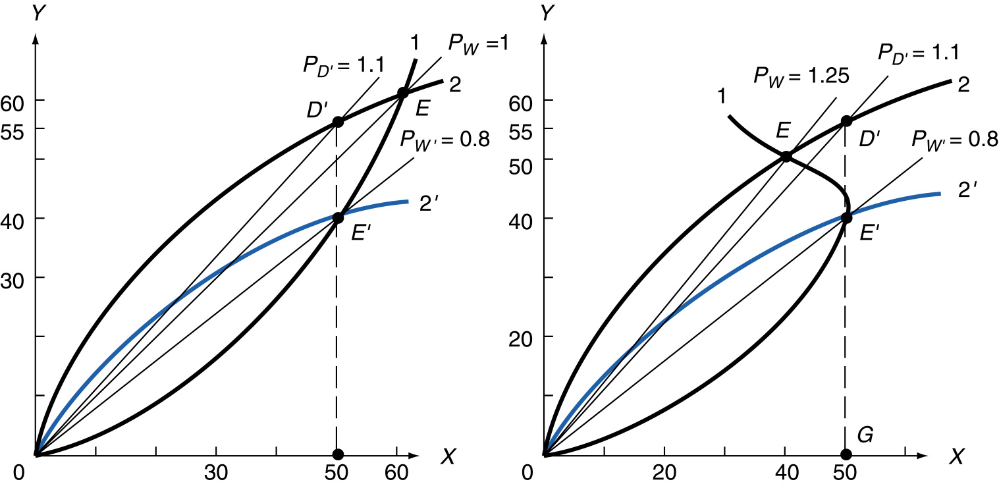 Y
1
P_W =1
P_D' = 1.1
2
60
D'
E
55
P_W' = 0.8
2'
40
E'
30
X
0
30
50
60
Y
P_D' = 1.1
P_W = 1.25
2
1
60
E
55
D'
P_W' = 0.8
50
2'
40
E'
20
G
X
0
20
40
50